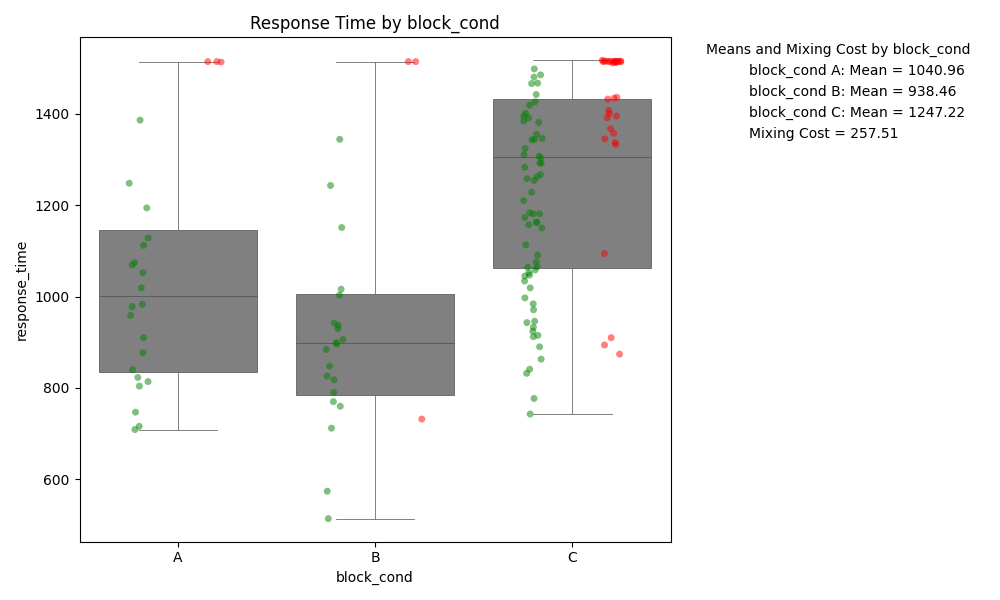 Response Time by block_cond
Means and Mixing Cost by block_cond
block_cond A: Mean = 1040.96
block_cond B: Mean = 938.46
block_cond C: Mean = 1247.22
Mixing Cost = 257.51
response_time
1400
1200
1000
800
600
A
B
C
block_cond